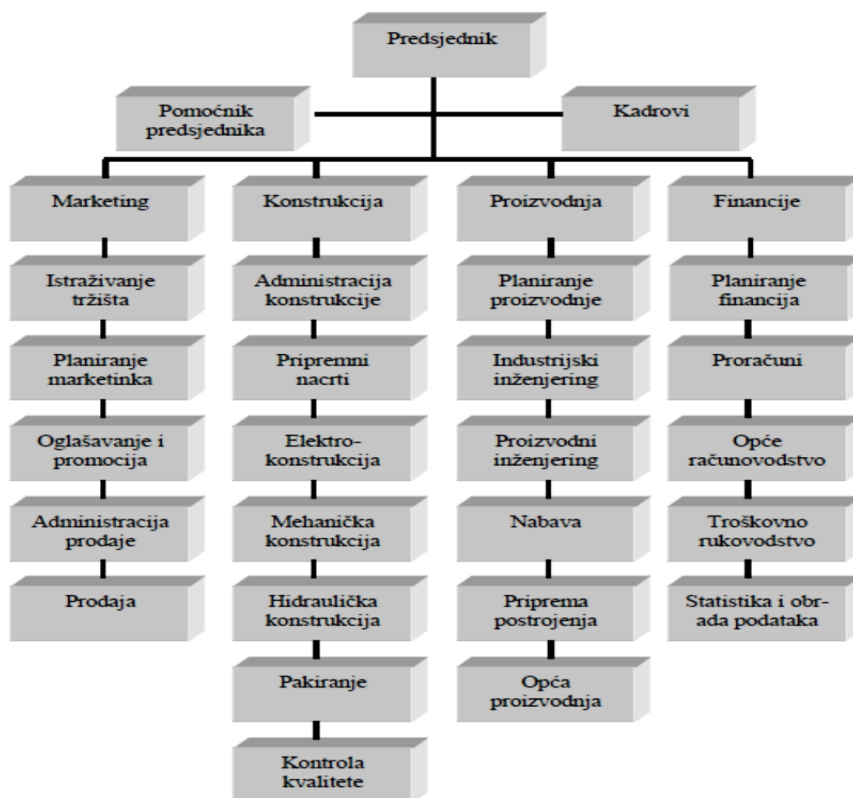 Predsjednik
Pomoćnik
predsjednika
Kadrovi
Marketing
Konstrukcija
Proizvodnja
Financije
Istraživanje
tržišta
Administracija
konstrukcije
Planiranje
proizvodnje
Planiranje
financija
Planiranje
marketinka
Pripremni
nacrti
Industrijski
inženjering
Proračuni
Oglašavanje i
promocija
Elektro-
konstrukcija
Proizvodni
inženjering
Opće
računovodstvo
Administracija
prodaje
Mehanička
konstrukcija
Nabava
Troškovno
rukovodstvo
Prodaja
Hidraulička
konstrukcija
Priprema
postrojenja
Statistika i obr-
ada podataka
Pakiranje
Opća
proizvodnja
Kontrola
kvalitete